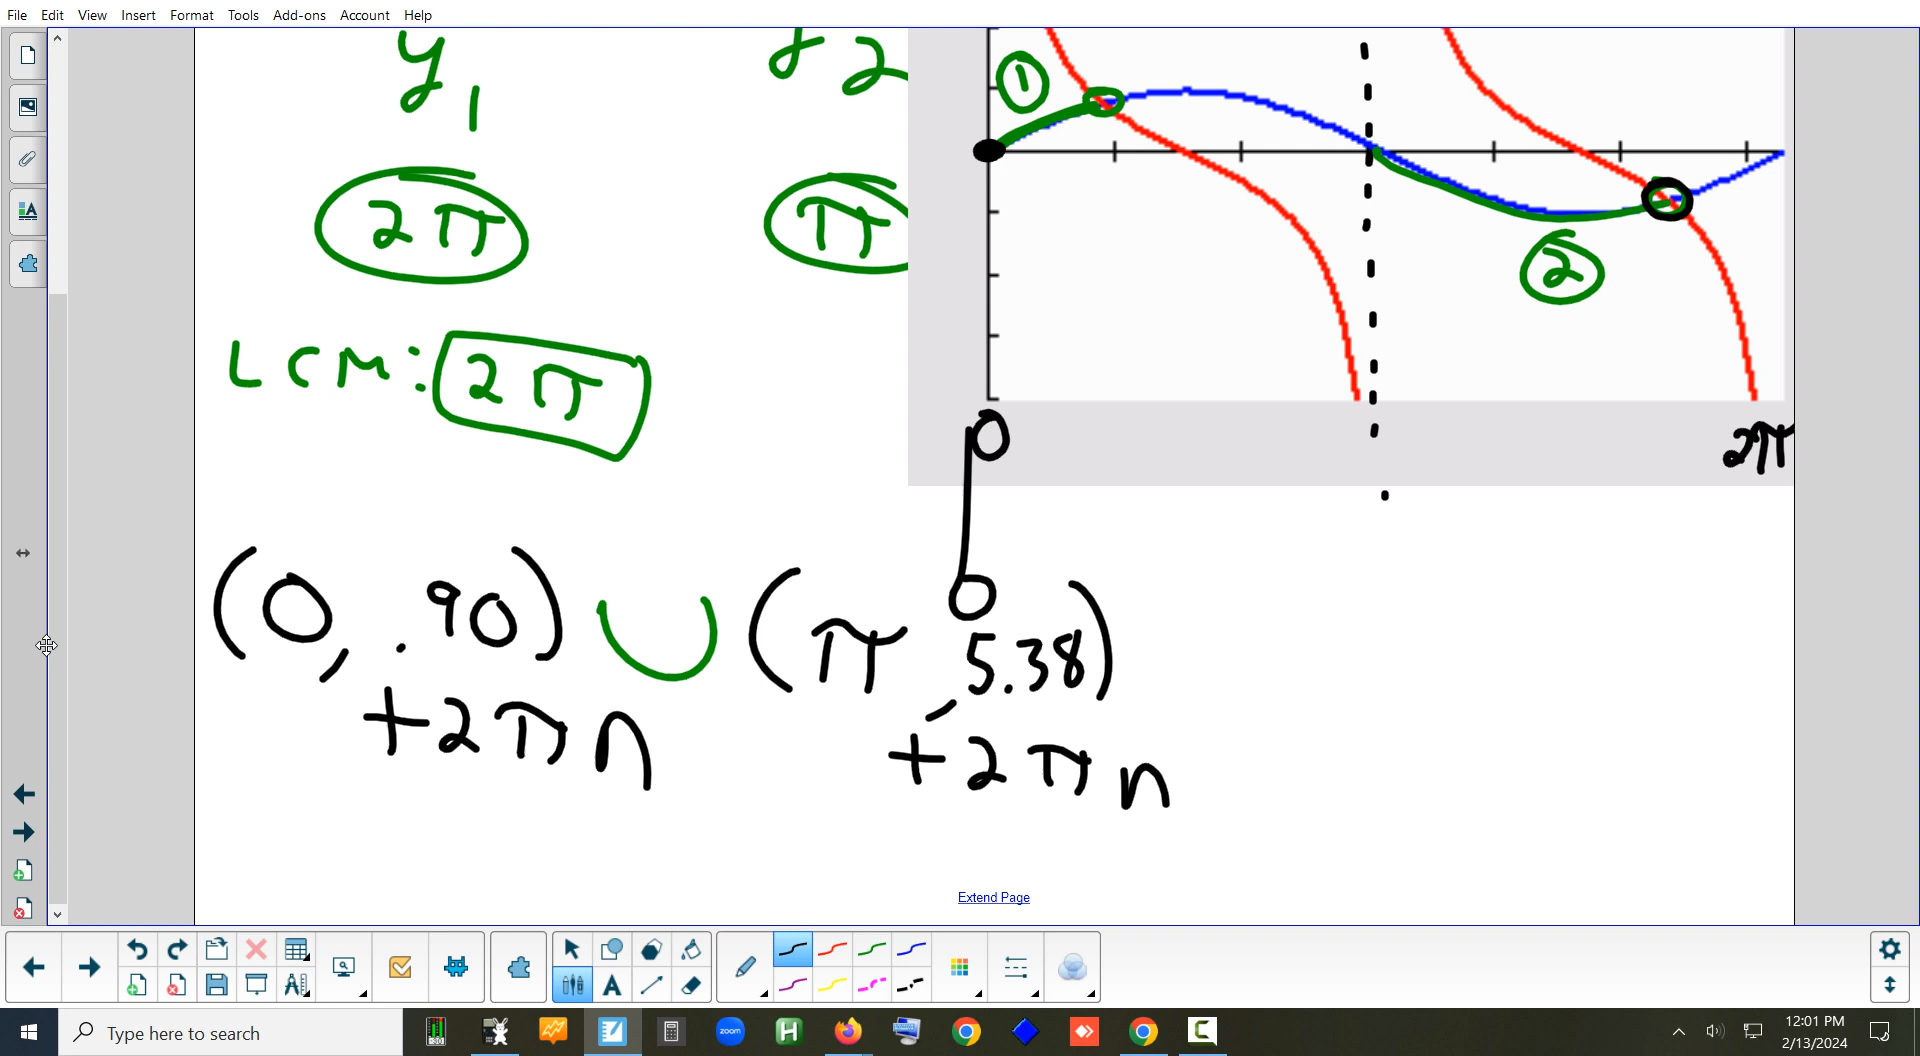 File Edit View Insert Format Tools Add-ons Account Help
y1 y2
1
2π π
2
LCM: 2π
0 2π
(0, .90) ∪ (π, 5.38)
+2πn +2πn
Extend Page
Type here to search
zoom
H
C
12:01 PM
2/13/2024